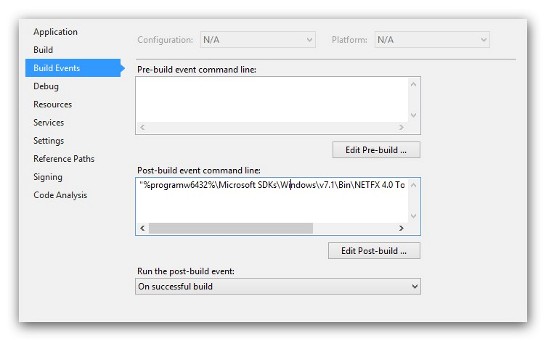 Application
Build
Build Events
Debug
Resources
Services
Settings
Reference Paths
Signing
Code Analysis
Configuration: N/A Platform: N/A
Pre-build event command line:
Edit Pre-build ...
Post-build event command line:
"%programw6432%\Microsoft SDKs\Windows\v7.1\Bin\NETFX 4.0 To
Edit Post-build ...
Run the post-build event:
On successful build